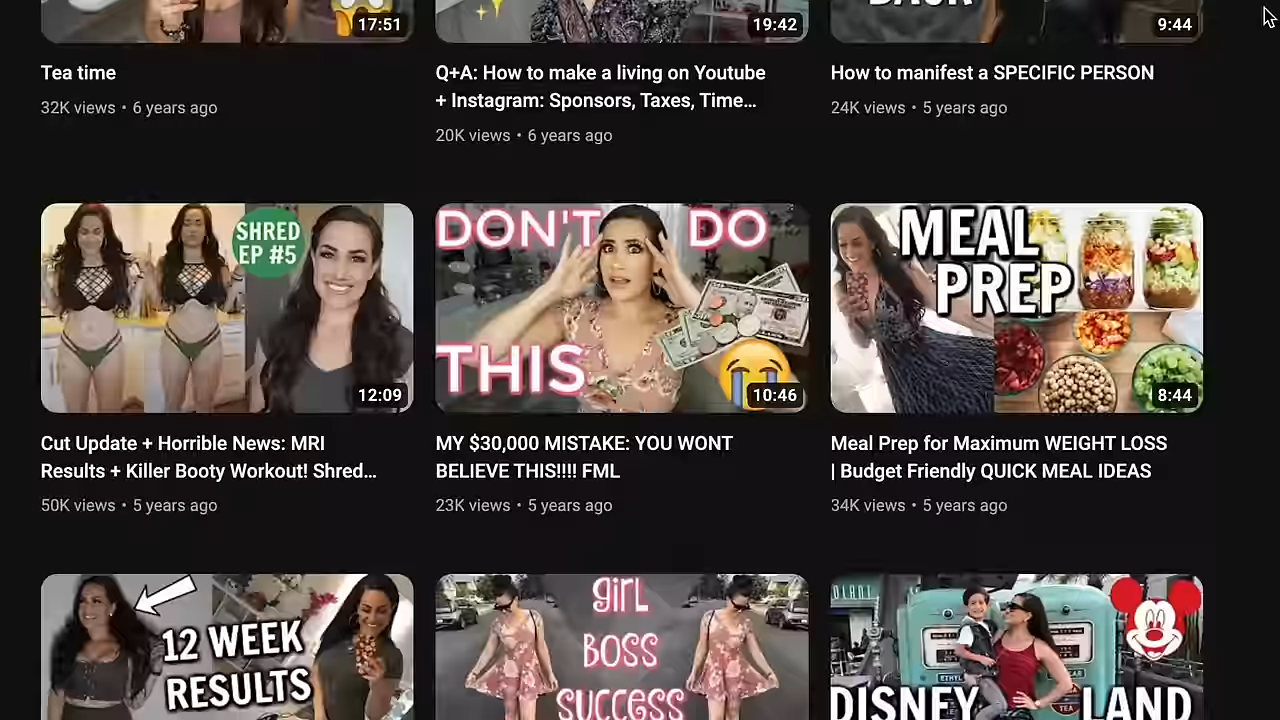 BACK
17:51
19:42
9:44
Tea time
32K views • 6 years ago
Q+A: How to make a living on Youtube
+ Instagram: Sponsors, Taxes, Time...
20K views • 6 years ago
How to manifest a SPECIFIC PERSON
24K views • 5 years ago
SHRED
EP #5
12:09
DON'T DO
THIS
10:46
MEAL
PREP
8:44
Cut Update + Horrible News: MRI
Results + Killer Booty Workout! Shred...
50K views • 5 years ago
MY $30,000 MISTAKE: YOU WONT
BELIEVE THIS!!!! FML
23K views • 5 years ago
Meal Prep for Maximum WEIGHT LOSS
| Budget Friendly QUICK MEAL IDEAS
34K views • 5 years ago
12 WEEK
RESULTS
girl
BOSS
SUCCESS
ETHYL
TEA
DISNEY LAND